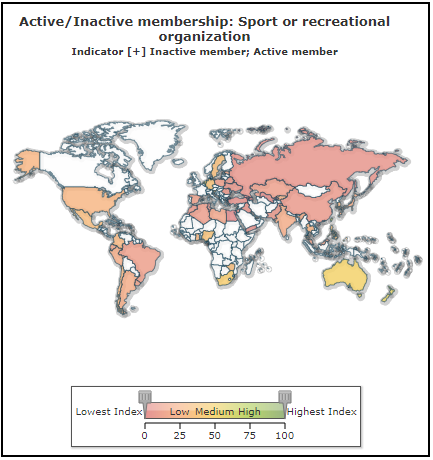 Active/Inactive membership: Sport or recreational
organization
Indicator [+] Inactive member; Active member
Lowest Index Low Medium High Highest Index
0 25 50 75 100